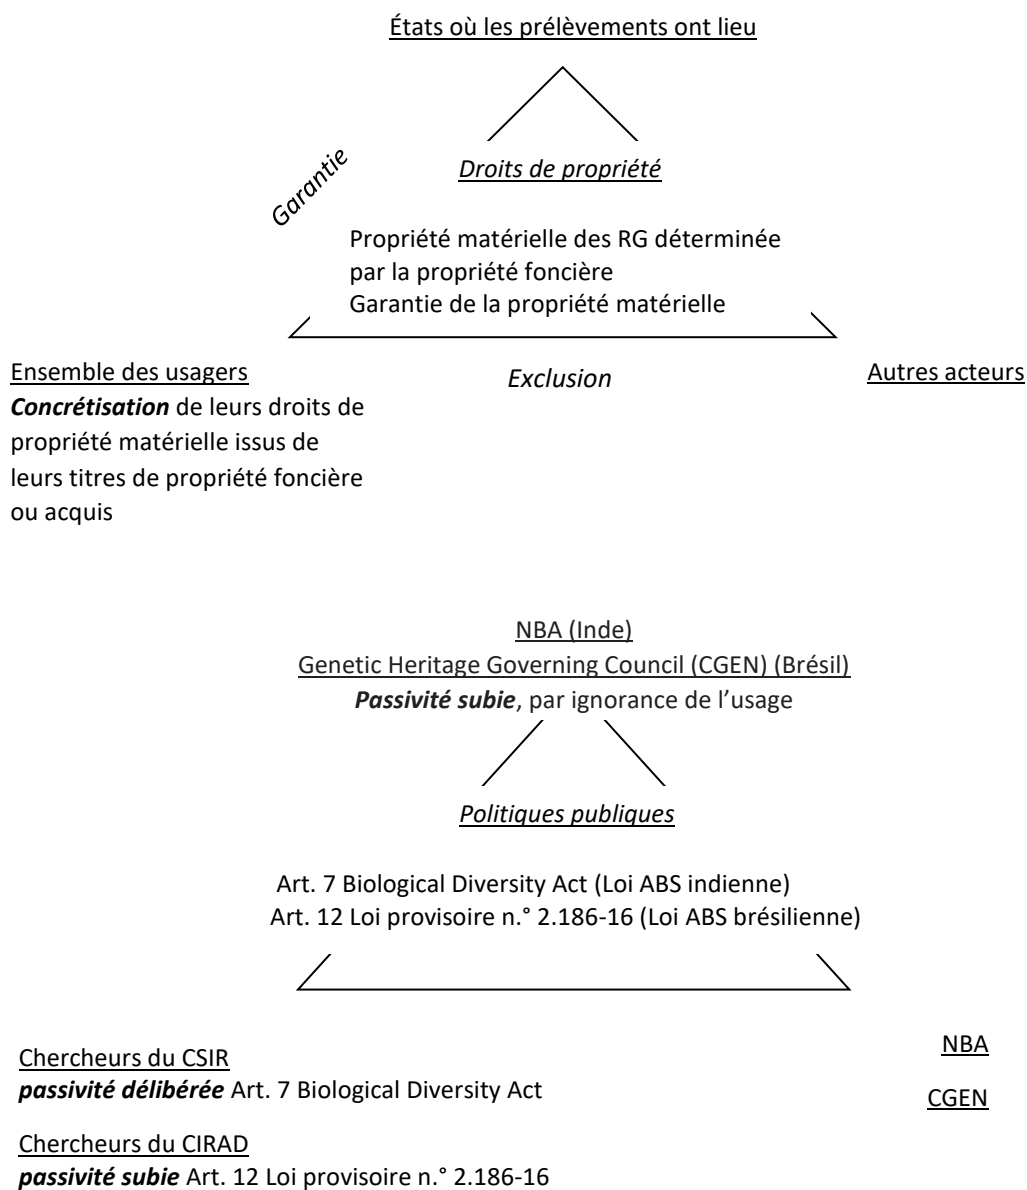 États où les prélèvements ont lieu
Garantie
Droits de propriété
Propriété matérielle des RG déterminée
par la propriété foncière
Garantie de la propriété matérielle
Ensemble des usagers
Concrétisation de leurs droits de
propriété matérielle issus de
leurs titres de propriété foncière
ou acquis
Exclusion
Autres acteurs
NBA (Inde)
Genetic Heritage Governing Council (CGEN) (Brésil)
Passivité subie, par ignorance de l’usage
Politiques publiques
Art. 7 Biological Diversity Act (Loi ABS indienne)
Art. 12 Loi provisoire n.° 2.186-16 (Loi ABS brésilienne)
Chercheurs du CSIR
passivité délibérée Art. 7 Biological Diversity Act
Chercheurs du CIRAD
passivité subie Art. 12 Loi provisoire n.° 2.186-16
NBA
CGEN